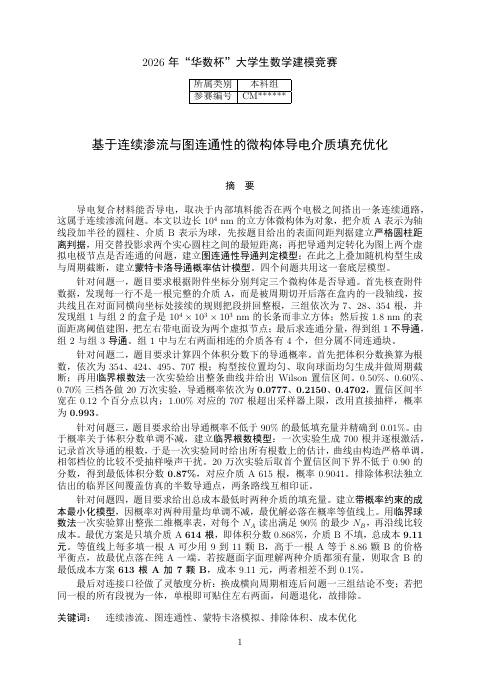 2026 年“华数杯”大学生数学建模竞赛
所属类别 本科组
参赛编号 CM******
基于连续渗流与图连通性的微构体导电介质填充优化
摘 要
导电复合材料能否导电，取决于内部填料能否在两个电极之间搭出一条连续通路，
这属于连续渗流问题。本文以边长 10⁴ nm 的立方体微构体为对象，把介质 A 表示为轴
线段加半径的圆柱、介质 B 表示为球，先按题目给出的表面间距判据建立严格圆柱距
离判据，用交替投影求两个实心圆柱之间的最短距离；再把导通判定转化为图上两个虚
拟电极节点是否连通的问题，建立图连通性导通判定模型；在此之上叠加随机构型生成
与周期截断，建立蒙特卡洛导通概率估计模型。四个问题共用这一套底层模型。
针对问题一，题目要求根据附件坐标分别判定三个微构体是否导通。首先核查附件
数据，发现每一行不是一根完整的介质 A，而是被周期切开后落在盒内的一段轴线，按
共线且在对面同横向坐标处接续的规则把段拼回整根，三组依次为 7、28、354 根，并
发现组 1 与组 2 的盒子是 10⁴ × 10³ × 10³ nm 的长条而非立方体；然后按 1.8 nm 的表
面距离阈值建图，把左右带电面设为两个虚拟节点；最后求连通分量，得到组 1 不导通，
组 2 与组 3 导通。组 1 中与左右两面相连的介质各有 4 个，但分属不同连通块。
针对问题二，题目要求计算四个体积分数下的导通概率。首先把体积分数换算为根
数，依次为 354、424、495、707 根；构型按位置均匀、取向球面均匀生成并做周期截
断；再用临界根数法一次实验给出整条曲线并给出 Wilson 置信区间。0.50%、0.60%、
0.70% 三档各做 20 万次实验，导通概率依次为 0.0777、0.2150、0.4702，置信区间半
宽在 0.12 个百分点以内；1.00% 对应的 707 根超出采样器上限，改用直接抽样，概率
为 0.993。
针对问题三，题目要求给出导通概率不低于 90% 的最低填充量并精确到 0.01%。由
于概率关于体积分数单调不减，建立临界根数模型：一次实验生成 700 根并逐根激活，
记录首次导通的根数，于是一次实验同时给出所有根数上的估计，曲线由构造严格单调，
相邻档位的比较不受抽样噪声干扰。20 万次实验后取首个置信区间下界不低于 0.90 的
分数，得到最低体积分数 0.87%，对应介质 A 615 根，概率 0.9041。排除体积法独立
估出的临界区间覆盖仿真的半数导通点，两条路线互相印证。
针对问题四，题目要求给出总成本最低时两种介质的填充量。建立带概率约束的成
本最小化模型。因概率对两种用量均单调不减，最优解必落在概率等值线上。用临界球
数法一次实验算出整张二维概率表，对每个 N_A 读出满足 90% 的最少 N_B，再沿线比较
成本。最优方案是只填介质 A 614 根，即体积分数 0.868%，介质 B 不填，总成本 9.11
元。等值线上每多填一根 A 可少用 9 到 11 颗 B，高于一根 A 等于 8.86 颗 B 的价格
平衡点，故最优点落在纯 A 一端。若按题面字面理解两种介质都须有量，则取含 B 的
最低成本方案 613 根 A 加 7 颗 B，成本 9.11 元，两者相差不到 0.1%。
最后对连接口径做了灵敏度分析：换成横向周期相连后问题一三组结论不变；若把
同一根的所有段视为一体，单根即可贴住左右两面，问题退化，故排除。
关键词： 连续渗流、图连通性、蒙特卡洛模拟、排除体积、成本优化
1